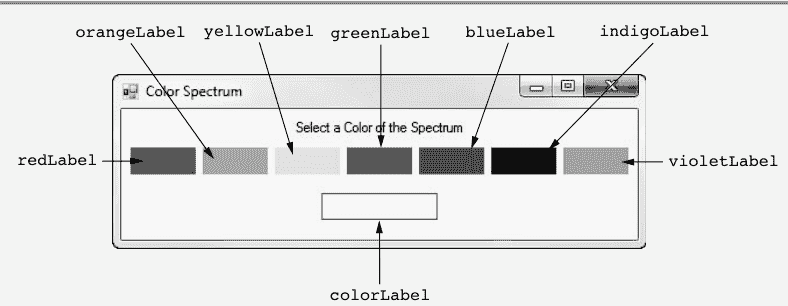 orangeLabel yellowLabel greenLabel blueLabel indigoLabel
Color Spectrum
Select a Color of the Spectrum
redLabel violetLabel
colorLabel